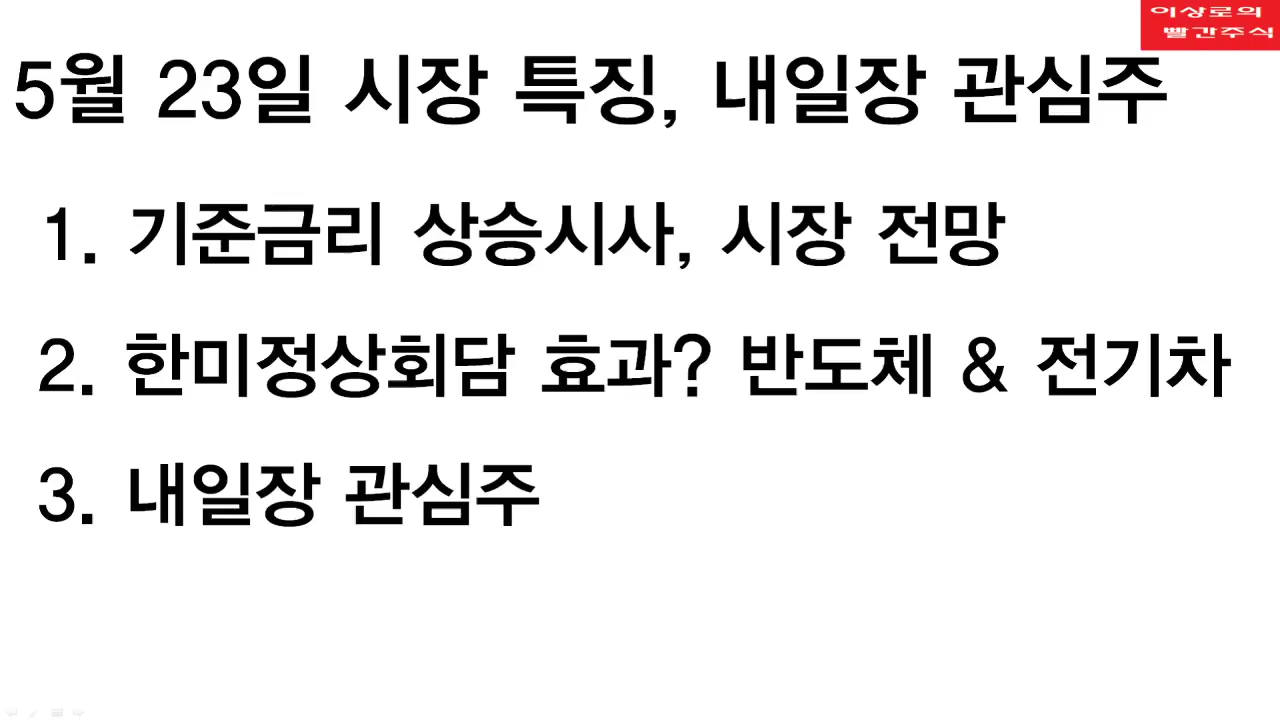 이상로의
빨간주식
5월 23일 시장 특징, 내일장 관심주
1. 기준금리 상승시사, 시장 전망
2. 한미정상회담 효과? 반도체 & 전기차
3. 내일장 관심주